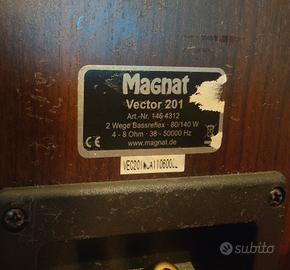 Magnat
Vector 201
Art.-Nr. 146 4312
2 Wege Bassreflex · 80/140 W
4 - 8 Ohm · 38 - 50000 Hz
www.magnat.de
subito